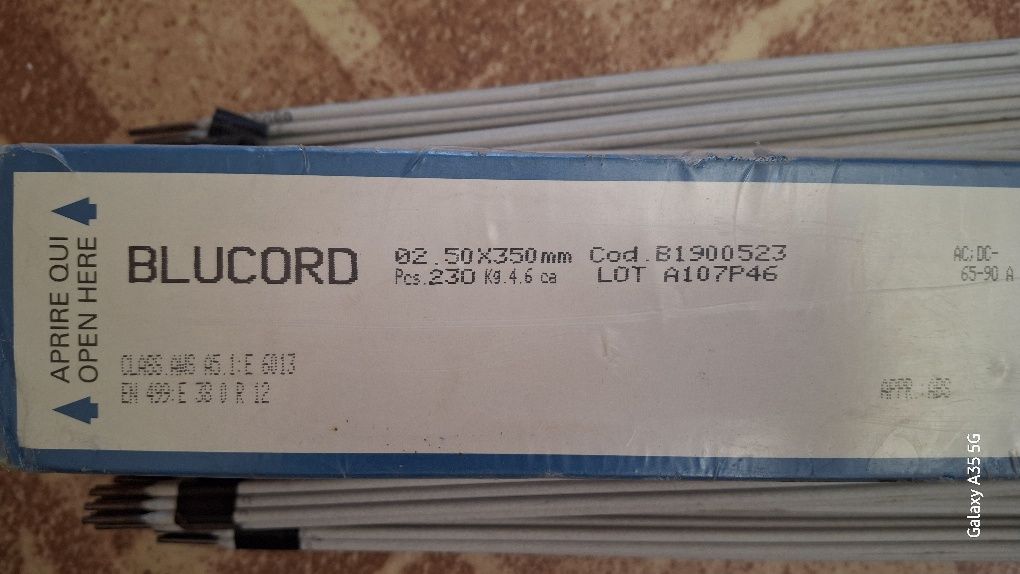 APRIRE QUI
OPEN HERE
BLUCORD
Ø2.50X350mm Cod.B1900523
Pcs.230 Kg.4.6 ca LOT A107P46
AC;DC-
65-90 A
CLASS.AWS A5.1:E 6013
EN 499:E 38 0 R 12
APPR.:ABS
Galaxy A35 5G